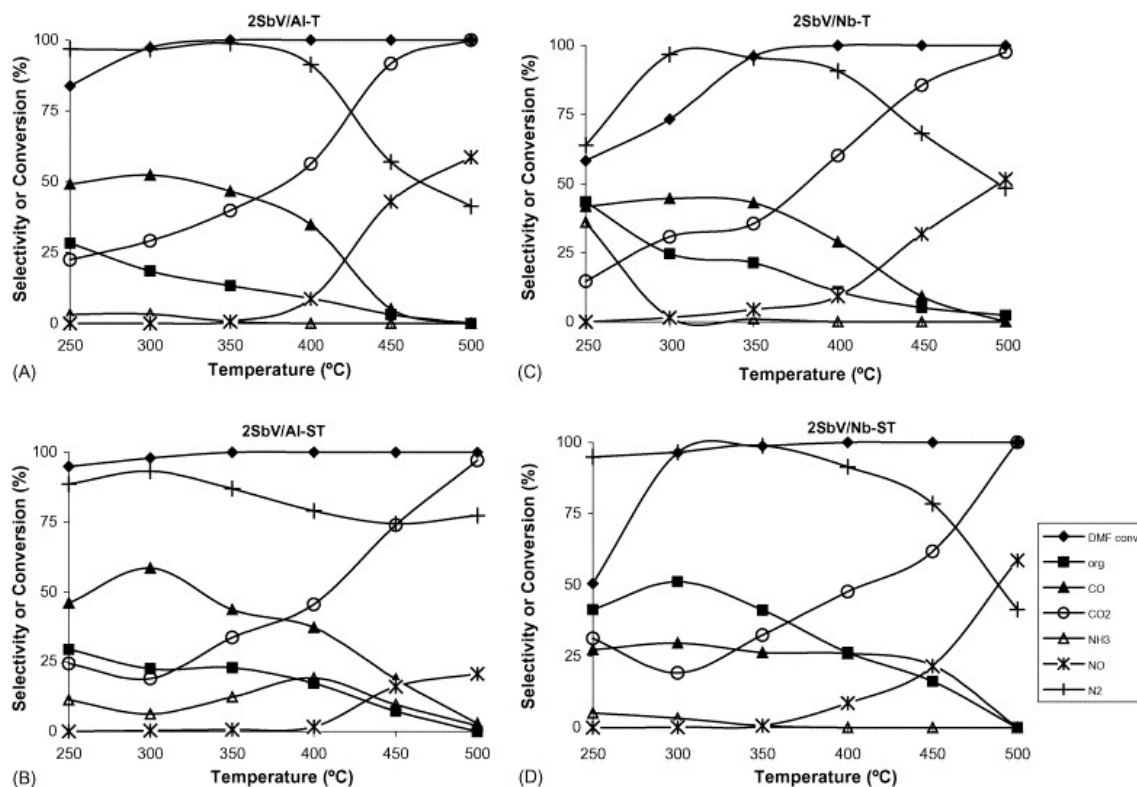 2SbV/Al-T
Selectivity or Conversion (%)
100
75
50
25
0
250 300 350 400 450 500
Temperature (ºC)
(A)
2SbV/Nb-T
Selectivity or Conversion (%)
100
75
50
25
0
250 300 350 400 450 500
Temperature (ºC)
(C)
2SbV/Al-ST
Selectivity or Conversion (%)
100
75
50
25
0
250 300 350 400 450 500
Temperature (ºC)
(B)
2SbV/Nb-ST
Selectivity or Conversion (%)
100
75
50
25
0
250 300 350 400 450 500
Temperature (ºC)
(D)
DMF conv
org
CO
CO2
NH3
NO
N2